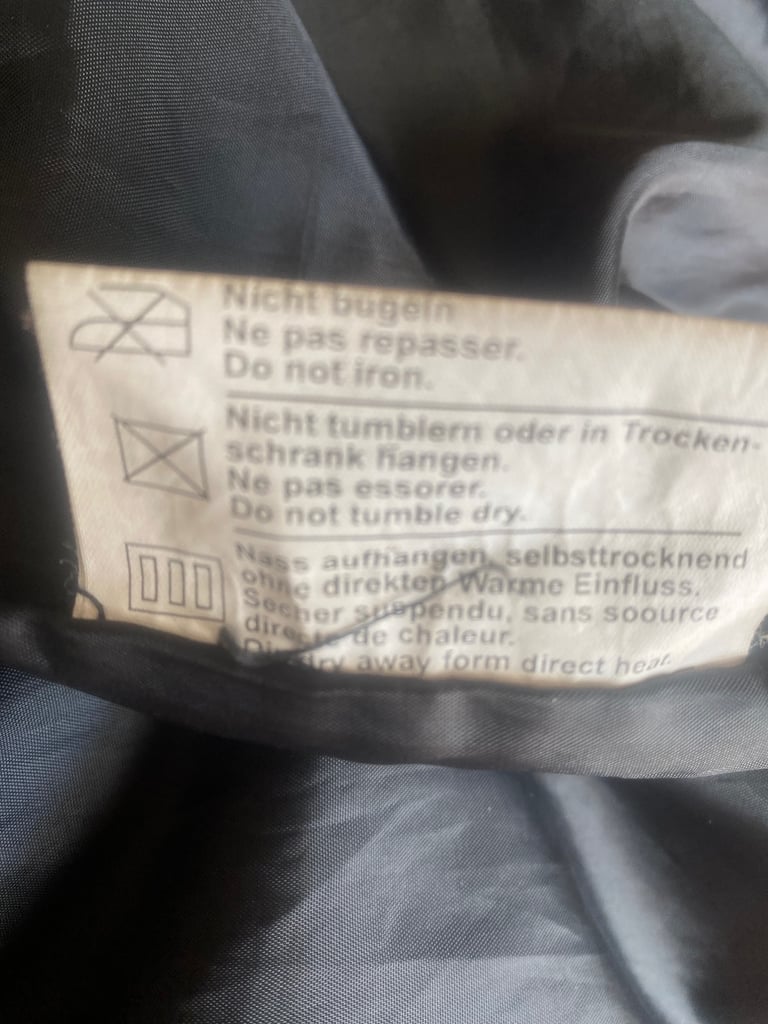 Nicht bugeln
Ne pas repasser.
Do not iron.
Nicht tumblern oder in Trocken-
schrank hangen.
Ne pas essorer.
Do not tumble dry.
Nass aufhangen, selbsttrocknend
ohne direkten Warme Einfluss.
Secher suspendu, sans soource
directe de chaleur.
dry away form direct heat.